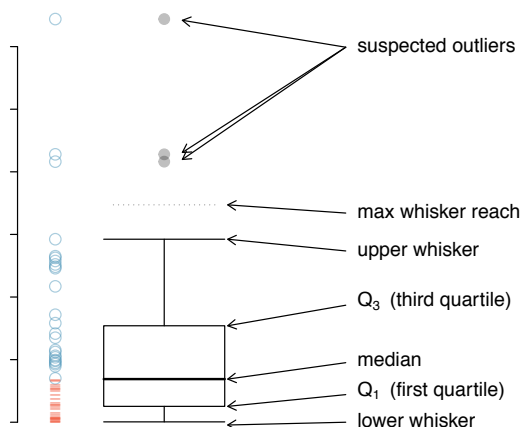 suspected outliers
max whisker reach
upper whisker
Q3 (third quartile)
median
Q1 (first quartile)
lower whisker